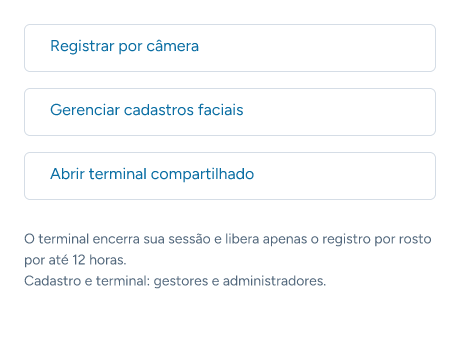 Registrar por câmera
Gerenciar cadastros faciais
Abrir terminal compartilhado
O terminal encerra sua sessão e libera apenas o registro por rosto
por até 12 horas.
Cadastro e terminal: gestores e administradores.